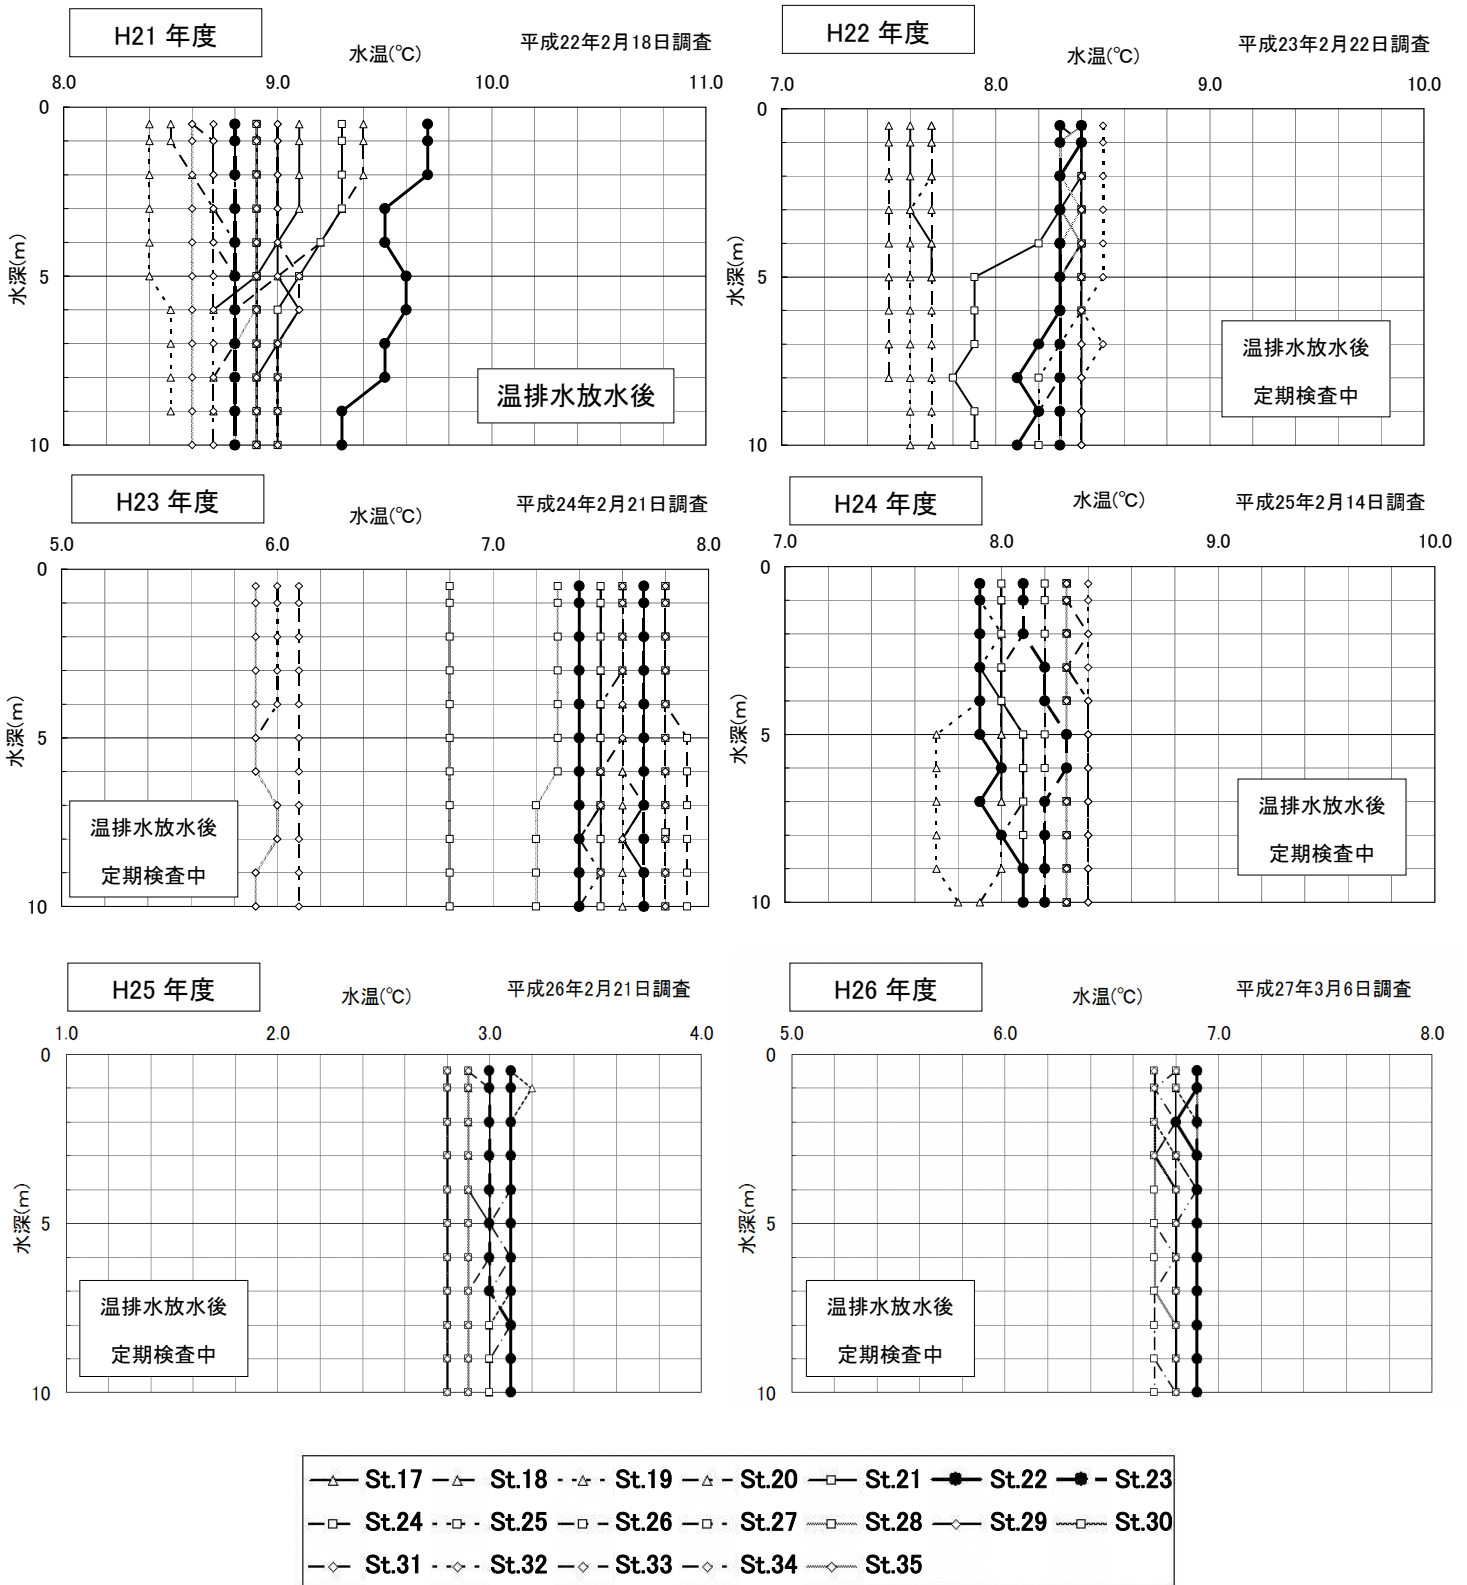 H21 年度
水温(℃)
平成22年2月18日調査
8.0 9.0 10.0 11.0
0
5
10
水深(m)
温排水放水後
H22 年度
水温(℃)
平成23年2月22日調査
7.0 8.0 9.0 10.0
0
5
10
水深(m)
温排水放水後
定期検査中
H23 年度
水温(℃)
平成24年2月21日調査
5.0 6.0 7.0 8.0
0
5
10
水深(m)
温排水放水後
定期検査中
H24 年度
水温(℃)
平成25年2月14日調査
7.0 8.0 9.0 10.0
0
5
10
水深(m)
温排水放水後
定期検査中
H25 年度
水温(℃)
平成26年2月21日調査
1.0 2.0 3.0 4.0
0
5
10
水深(m)
温排水放水後
定期検査中
H26 年度
水温(℃)
平成27年3月6日調査
5.0 6.0 7.0 8.0
0
5
10
水深(m)
温排水放水後
定期検査中
St.17 St.18 St.19 St.20 St.21 St.22 St.23
St.24 St.25 St.26 St.27 St.28 St.29 St.30
St.31 St.32 St.33 St.34 St.35